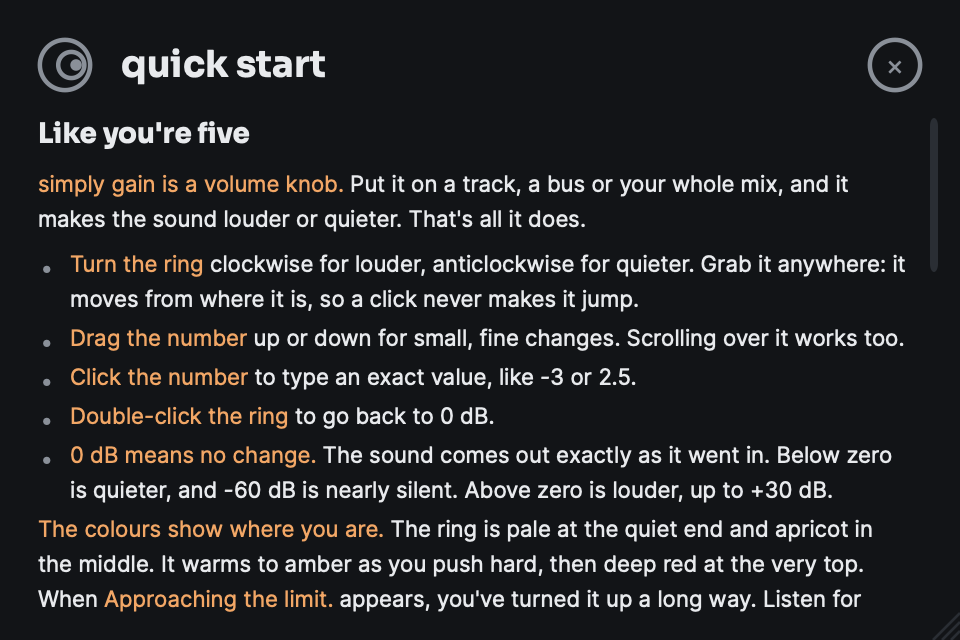 quick start
×
Like you're five
simply gain is a volume knob. Put it on a track, a bus or your whole mix, and it
makes the sound louder or quieter. That's all it does.
• Turn the ring clockwise for louder, anticlockwise for quieter. Grab it anywhere: it
moves from where it is, so a click never makes it jump.
• Drag the number up or down for small, fine changes. Scrolling over it works too.
• Click the number to type an exact value, like -3 or 2.5.
• Double-click the ring to go back to 0 dB.
• 0 dB means no change. The sound comes out exactly as it went in. Below zero
is quieter, and -60 dB is nearly silent. Above zero is louder, up to +30 dB.
The colours show where you are. The ring is pale at the quiet end and apricot in
the middle. It warms to amber as you push hard, then deep red at the very top.
When Approaching the limit. appears, you've turned it up a long way. Listen for